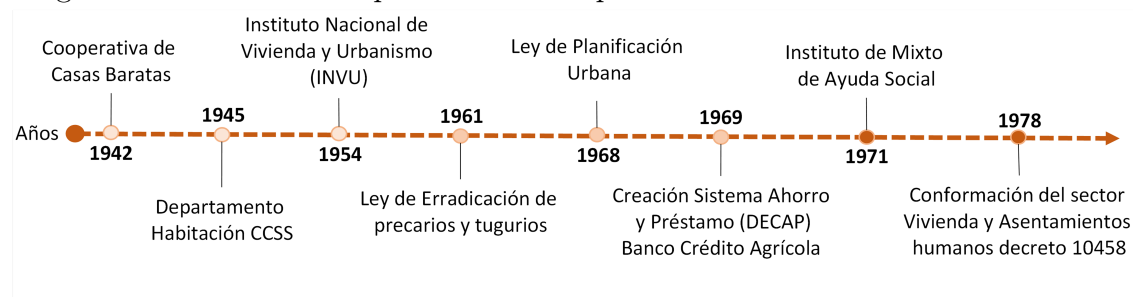 Cooperativa de
Casas Baratas
1942
1945
Departamento
Habitación CCSS
Instituto Nacional de
Vivienda y Urbanismo
(INVU)
1954
1961
Ley de Erradicación de
precarios y tugurios
Ley de Planificación
Urbana
1968
1969
Creación Sistema Ahorro
y Préstamo (DECAP)
Banco Crédito Agrícola
Instituto de Mixto
de Ayuda Social
1971
1978
Conformación del sector
Vivienda y Asentamientos
humanos decreto 10458
Años